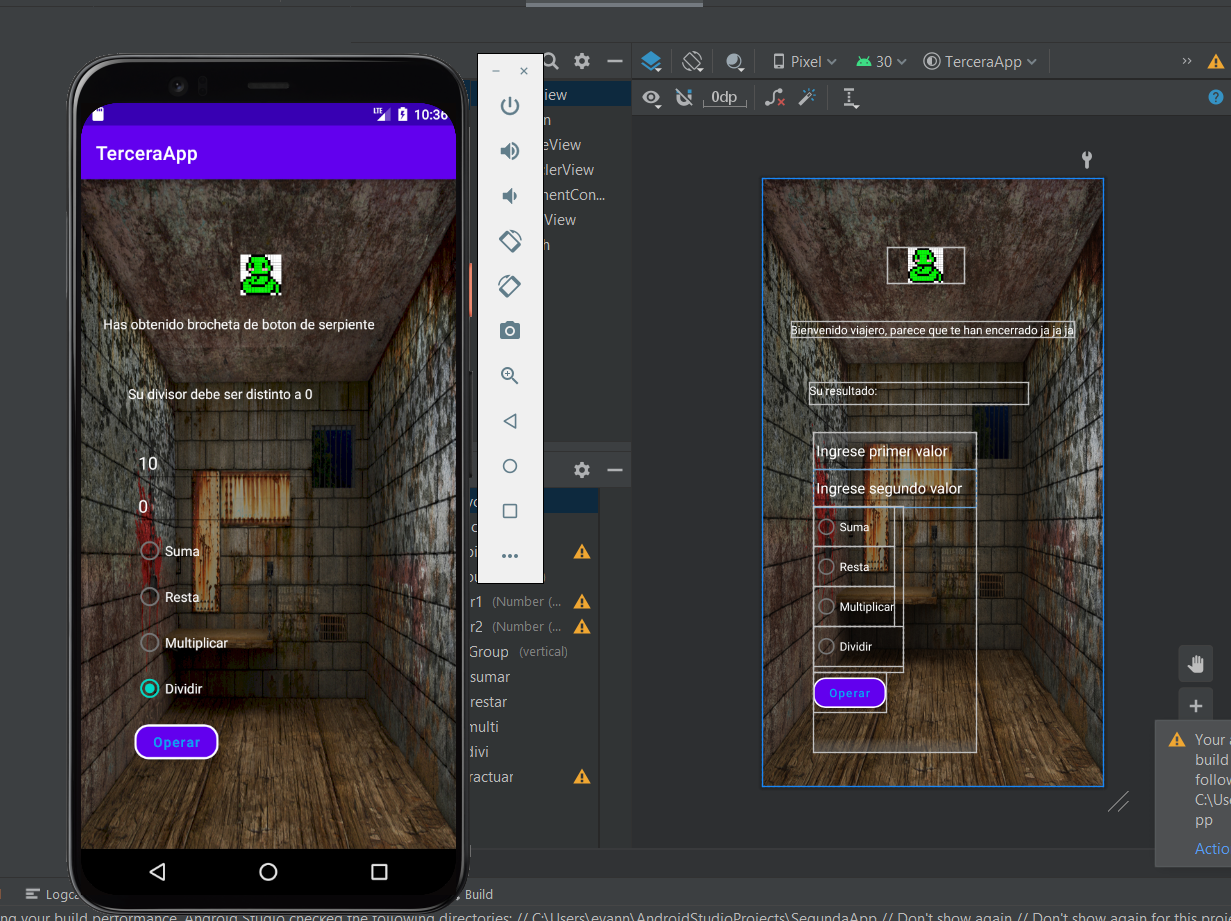 LTE 10:36
TerceraApp
Has obtenido brocheta de boton de serpiente
Su divisor debe ser distinto a 0
10
0
Suma
Resta
Multiplicar
Dividir
Operar
Logca
Build
iew
n
eView
lerView
nentCon...
View
h
r1 (Number (...
r2 (Number (...
Group (vertical)
sumar
restar
multi
divi
ractuar
Pixel
30
TerceraApp
0dp
Bienvenido viajero, parece que te han encerrado ja ja ja
Su resultado:
Ingrese primer valor
Ingrese segundo valor
Suma
Resta
Multiplicar
Dividir
Operar
Your a
build
follow
C:\Use
pp
Actio
ng your build performance. Android Studio checked the following directories: // C:\Users\evann\AndroidStudioProjects\SegundaApp // Don't show again // Don't show again for this proj